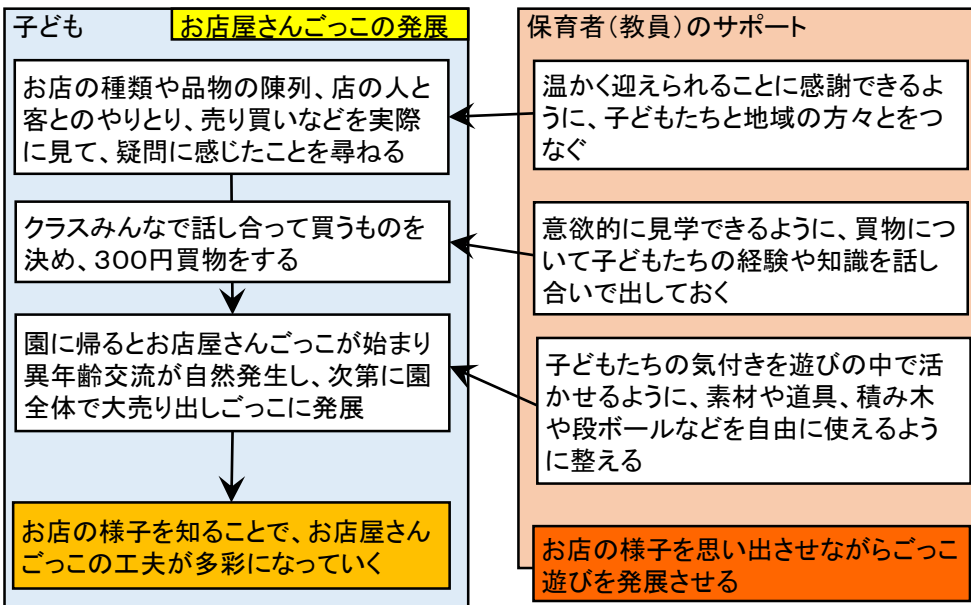 子ども
お店屋さんごっこの発展
お店の種類や品物の陳列、店の人と
客とのやりとり、売り買いなどを実際
に見て、疑問に感じたことを尋ねる
クラスみんなで話し合って買うものを
決め、300円買物をする
園に帰るとお店屋さんごっこが始まり
異年齢交流が自然発生し、次第に園
全体で大売り出しごっこに発展
お店の様子を知ることで、お店屋さん
ごっこの工夫が多彩になっていく
保育者(教員)のサポート
温かく迎えられることに感謝できるよ
うに、子どもたちと地域の方々とをつ
なぐ
意欲的に見学できるように、買物につ
いて子どもたちの経験や知識を話し
合いで出しておく
子どもたちの気付きを遊びの中で活
かせるように、素材や道具、積み木
や段ボールなどを自由に使えるよう
に整える
お店の様子を思い出させながらごっこ
遊びを発展させる